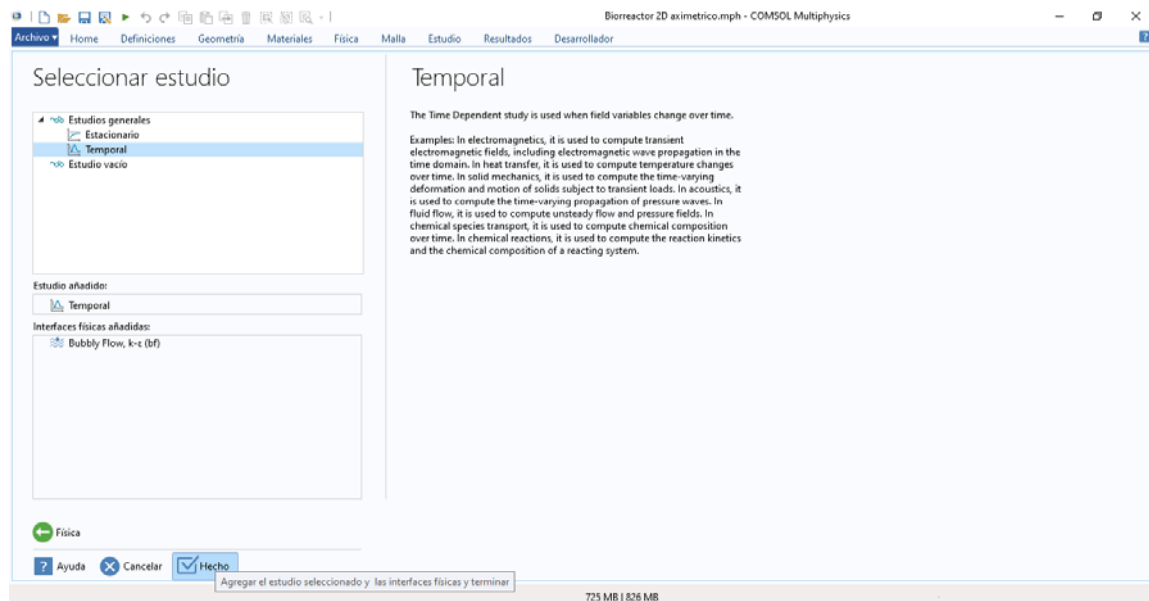 Biorreactor 2D aximetrico.mph - COMSOL Multiphysics
Archivo Home Definiciones Geometría Materiales Física Malla Estudio Resultados Desarrollador
Seleccionar estudio
Estudios generales
Estacionario
Temporal
Estudio vacío
Estudio añadido:
Temporal
Interfaces físicas añadidas:
Bubbly Flow, k-ε (bf)
Física
Ayuda Cancelar Hecho
Agregar el estudio seleccionado y las interfaces físicas y terminar
Temporal
The Time Dependent study is used when field variables change over time.
Examples: In electromagnetics, it is used to compute transient
electromagnetic fields, including electromagnetic wave propagation in the
time domain. In heat transfer, it is used to compute temperature changes
over time. In solid mechanics, it is used to compute the time-varying
deformation and motion of solids subject to transient loads. In acoustics, it
is used to compute the time-varying propagation of pressure waves. In
fluid flow, it is used to compute unsteady flow and pressure fields. In
chemical species transport, it is used to compute chemical composition
over time. In chemical reactions, it is used to compute the reaction kinetics
and the chemical composition of a reacting system.
725 MB | 826 MB